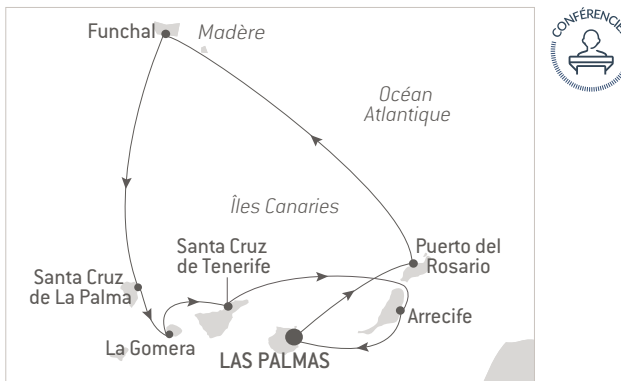 Funchal
Madère
Océan
Atlantique
Îles Canaries
Santa Cruz
de Tenerife
Puerto del
Rosario
Santa Cruz
de La Palma
Arrecife
La Gomera
LAS PALMAS